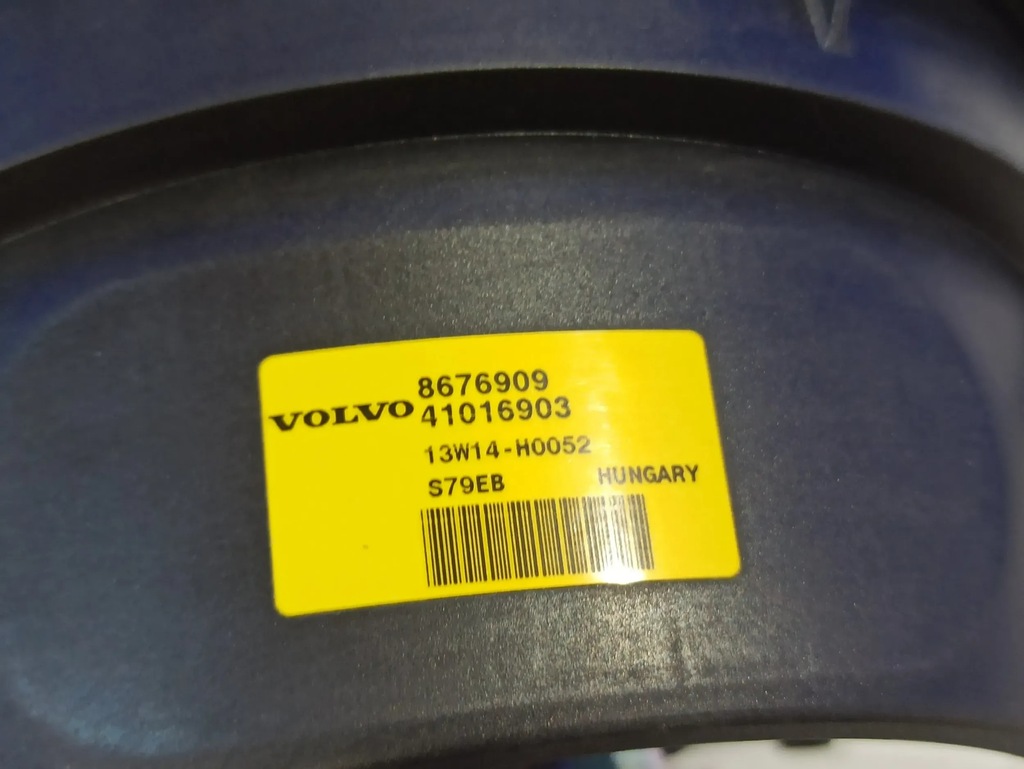 8676909
VOLVO 41016903
13W14-H0052
S79EB HUNGARY